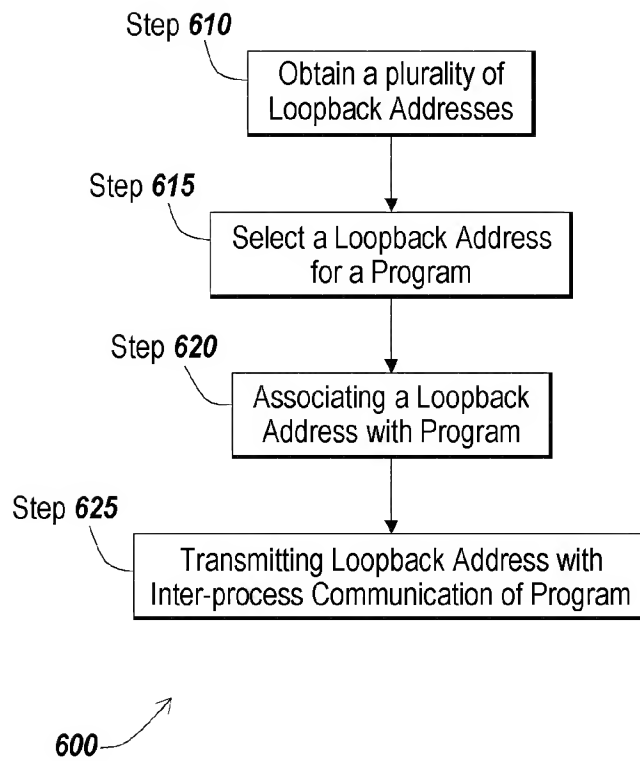 Step 610
Obtain a plurality of
Loopback Addresses
Step 615
Select a Loopback Address
for a Program
Step 620
Associating a Loopback
Address with Program
Step 625
Transmitting Loopback Address with
Inter-process Communication of Program
600